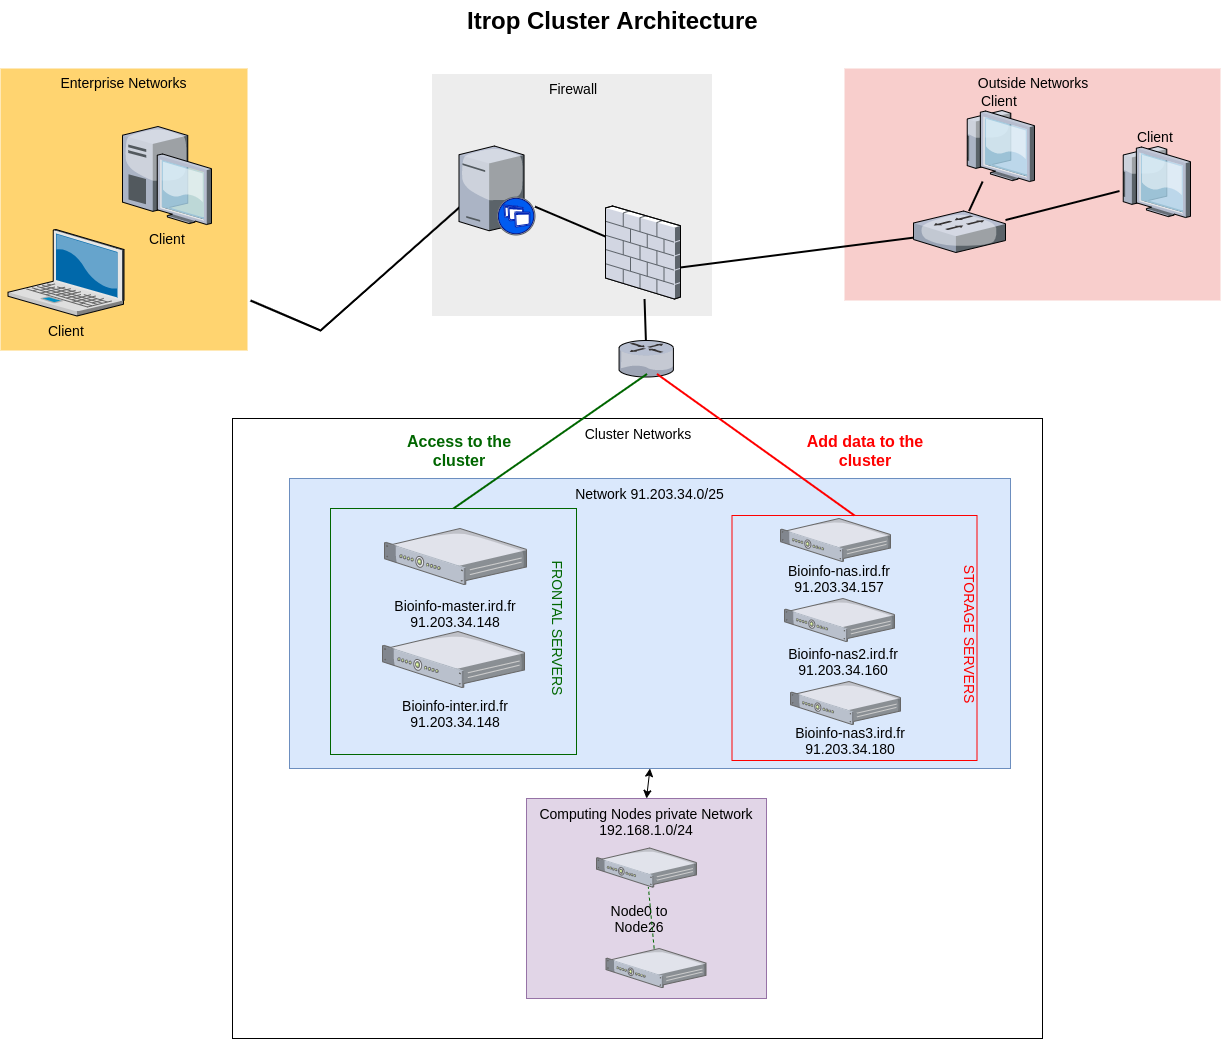 Itrop Cluster Architecture
Enterprise Networks
Client
Client
Firewall
Outside Networks
Client
Client
Cluster Networks
Access to the
cluster
Add data to the
cluster
Network 91.203.34.0/25
Bioinfo-master.ird.fr
91.203.34.148
Bioinfo-inter.ird.fr
91.203.34.148
FRONTAL SERVERS
Bioinfo-nas.ird.fr
91.203.34.157
Bioinfo-nas2.ird.fr
91.203.34.160
Bioinfo-nas3.ird.fr
91.203.34.180
STORAGE SERVERS
Computing Nodes private Network
192.168.1.0/24
Node0 to
Node26